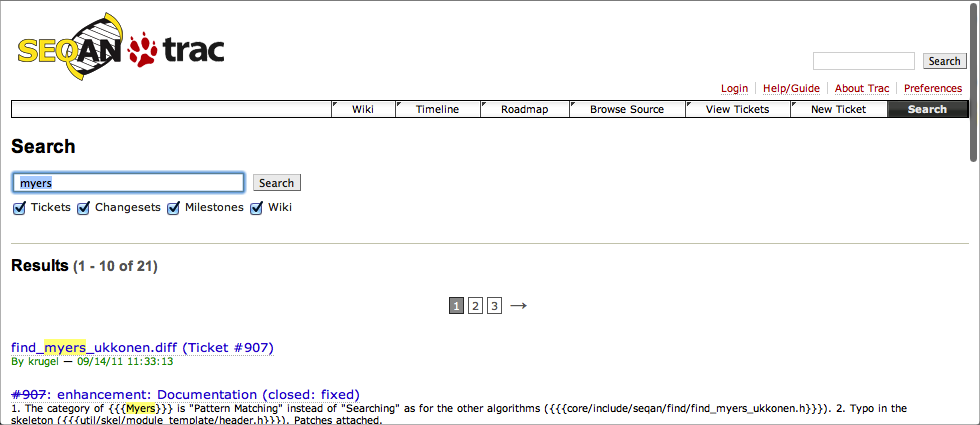 SEQAN trac
Search
Login Help/Guide About Trac Preferences
Wiki Timeline Roadmap Browse Source View Tickets New Ticket Search
Search
myers Search
Tickets Changesets Milestones Wiki
Results (1 - 10 of 21)
1 2 3 →
find_myers_ukkonen.diff (Ticket #907)
By krugel — 09/14/11 11:33:13
#907: enhancement: Documentation (closed: fixed)
1. The category of {{{Myers}}} is "Pattern Matching" instead of "Searching" as for the other algorithms ({{{core/include/seqan/find/find_myers_ukkonen.h}}}). 2. Typo in the
skeleton ({{{util/skel/module_template/header.h}}}). Patches attached.